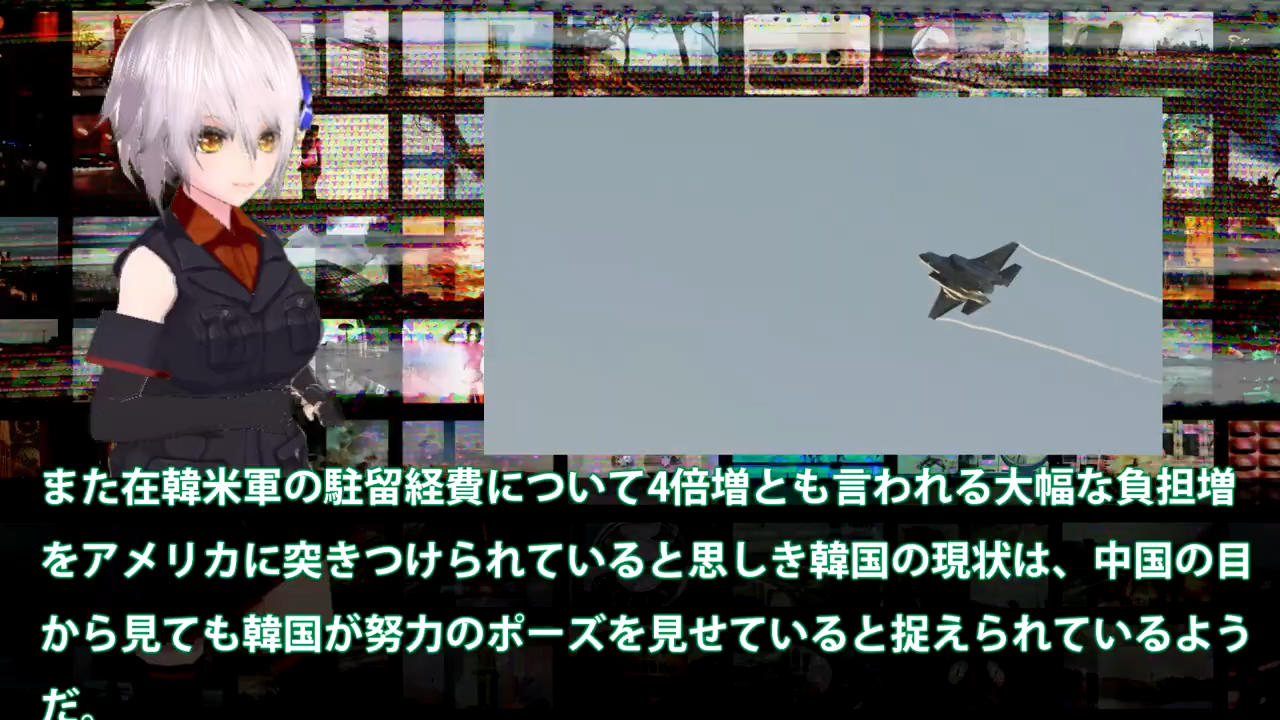 また在韓米軍の駐留経費について4倍増とも言われる大幅な負担増
をアメリカに突きつけられていると思しき韓国の現状は、中国の目
から見ても韓国が努力のポーズを見せていると捉えられているよう
だ。